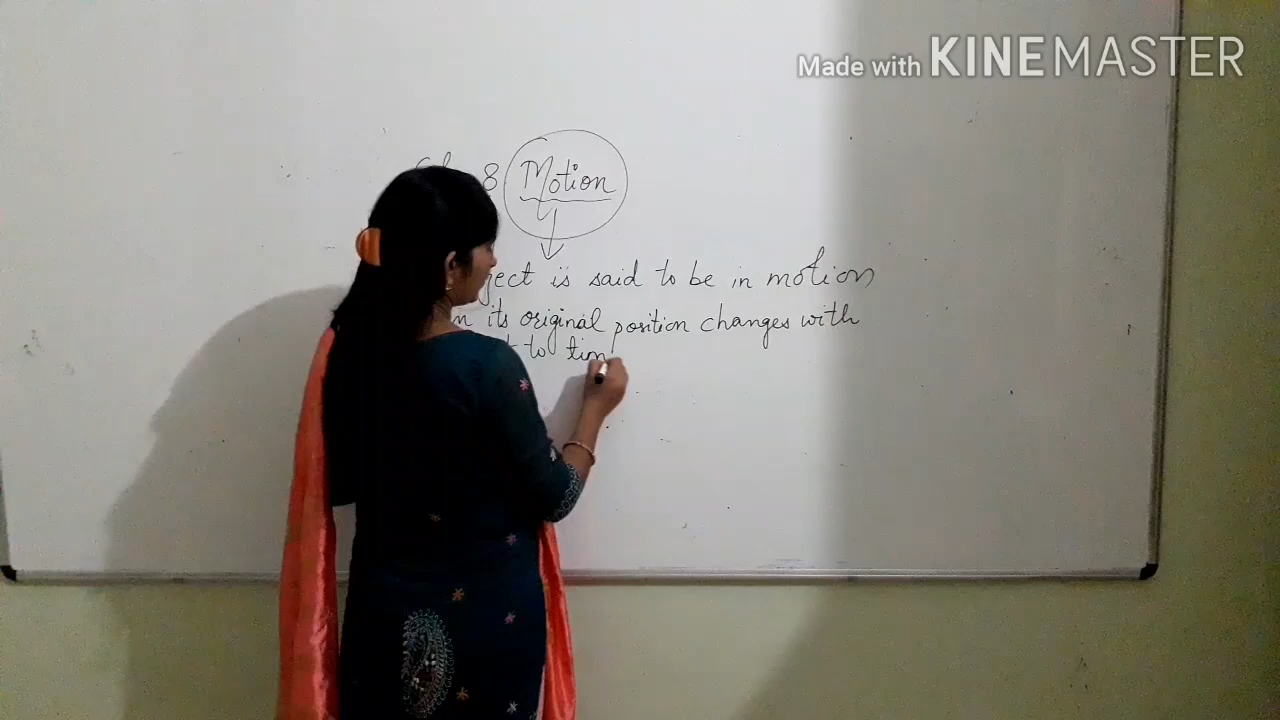 Made with KINEMASTER
8 Motion
ject is said to be in motion
n its original position changes with
t to tim